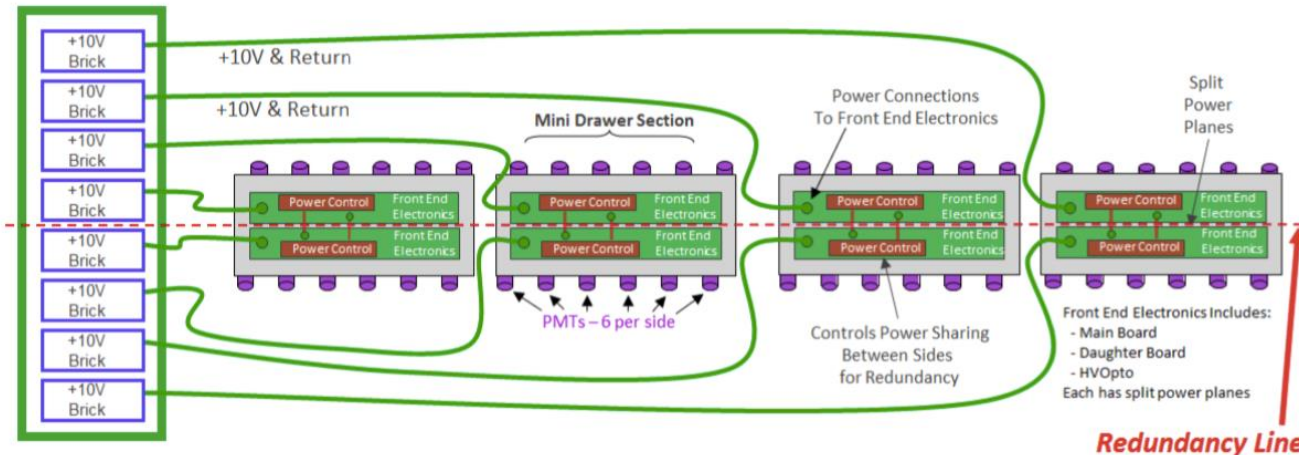 +10V
Brick
+10V
Brick
+10V
Brick
+10V
Brick
+10V
Brick
+10V
Brick
+10V
Brick
+10V
Brick
+10V & Return
+10V & Return
Mini Drawer Section
Power Connections
To Front End Electronics
Split
Power
Planes
Power Control
Front End
Electronics
Power Control
Front End
Electronics
Power Control
Front End
Electronics
Power Control
Front End
Electronics
Power Control
Front End
Electronics
Power Control
Front End
Electronics
Power Control
Front End
Electronics
Power Control
Front End
Electronics
PMTs – 6 per side
Controls Power Sharing
Between Sides
for Redundancy
Front End Electronics Includes:
- Main Board
- Daughter Board
- HVOpto
Each has split power planes
Redundancy Line